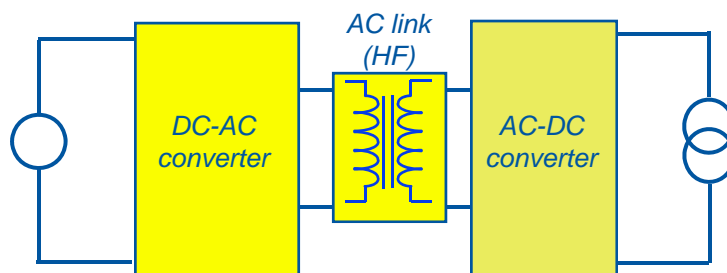 AC link
(HF)
DC-AC
converter
AC-DC
converter